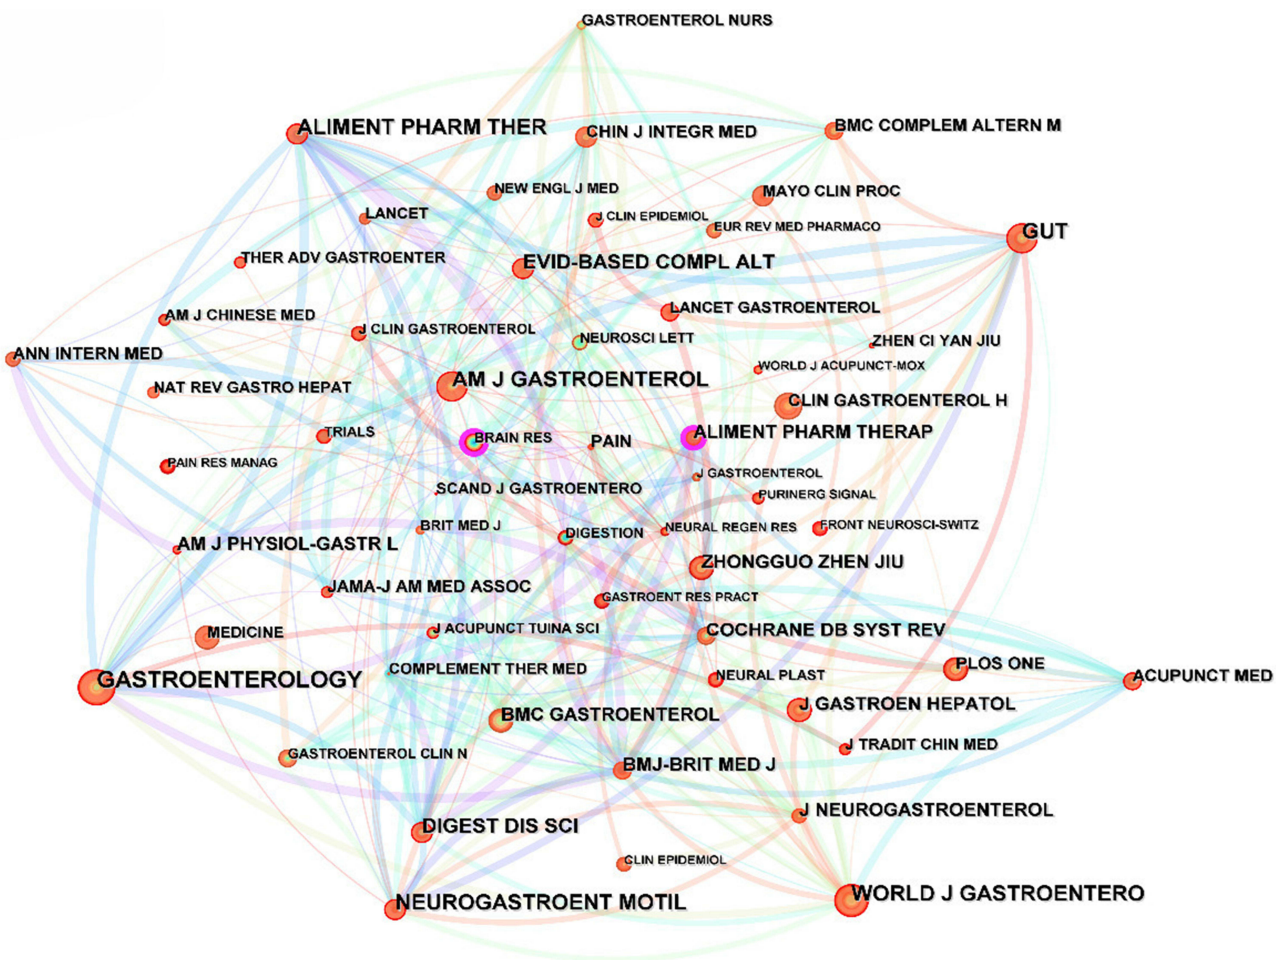 GASTROENTEROL NURS
ALIMENT PHARM THER
CHIN J INTEGR MED
BMC COMPLEM ALTERN M
NEW ENGL J MED
MAYO CLIN PROC
LANCET
J CLIN EPIDEMIOL
EUR REV MED PHARMACO
GUT
THER ADV GASTROENTER
EVID-BASED COMPL ALT
LANCET GASTROENTEROL
AM J CHINESE MED
J CLIN GASTROENTEROL
NEUROSCI LETT
ZHEN CI YAN JIU
ANN INTERN MED
WORLD J ACUPUNCT-MOX
NAT REV GASTRO HEPAT
AM J GASTROENTEROL
CLIN GASTROENTEROL H
TRIALS
BRAIN RES
PAIN
ALIMENT PHARM THERAP
PAIN RES MANAG
J GASTROENTEROL
SCAND J GASTROENTERO
PURINERG SIGNAL
BRIT MED J
DIGESTION
NEURAL REGEN RES
FRONT NEUROSCI-SWITZ
AM J PHYSIOL-GASTR L
ZHONGGUO ZHEN JIU
JAMA-J AM MED ASSOC
GASTROENT RES PRACT
MEDICINE
J ACUPUNCT TUINA SCI
COCHRANE DB SYST REV
COMPLEMENT THER MED
PLOS ONE
GASTROENTEROLOGY
NEURAL PLAST
ACUPUNCT MED
BMC GASTROENTEROL
J GASTROEN HEPATOL
GASTROENTEROL CLIN N
J TRADIT CHIN MED
BMJ-BRIT MED J
J NEUROGASTROENTEROL
DIGEST DIS SCI
CLIN EPIDEMIOL
NEUROGASTROENT MOTIL
WORLD J GASTROENTERO